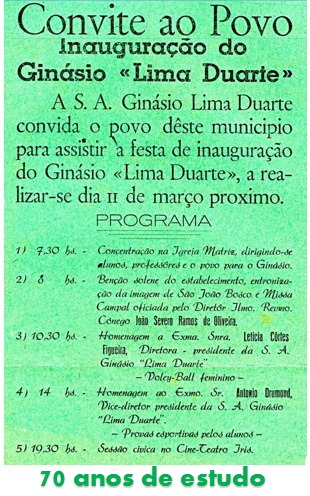 Convite ao Povo
Inauguração do
Ginásio «Lima Duarte»
A S. A. Ginásio Lima Duarte
convida o povo dêste municipio
para assistir à festa de inauguração
do Ginásio «Lima Duarte», a rea-
lizar-se dia 11 de março proximo.
PROGRAMA
1) 7,30 hs. - Concentração na Igreja Matriz, dirigindo-se
alunos, professôres e o povo para o Ginásio.
2) 8 hs. - Benção solene do estabelecimento, entroniza-
ção da imagem de São João Bosco e Missa
Campal oficiada pelo Diretôr Ilmo. Revmo.
Cônego João Severo Ramos de Oliveira.
3) 10,30 hs. - Homenagem a Exma. Snra. Leticia Côrtes
Figueira, Diretora - presidente da S. A.
Ginásio "Lima Duarte"
- Voley-Ball feminino -
4) 14 hs. - Homenagem ao Exmo. Sr. Antonio Drumond,
Vice-diretor presidente da S. A. Ginásio
"Lima Duarte".
- Provas esportivas pelos alunos -
5) 19,30 hs. - Sessão civica no Cine-Teatro Iris.
70 anos de estudo